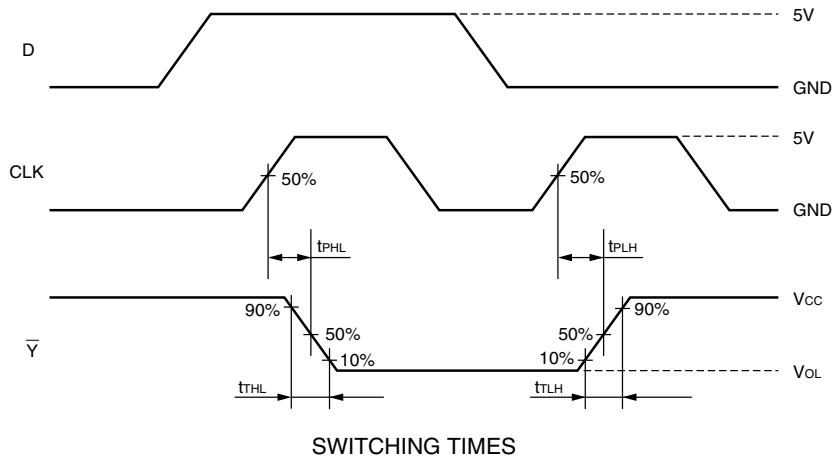 5V
D
GND
5V
CLK
50%
50%
GND
tPHL
tPLH
VCC
90%
90%
Y
50%
50%
10%
10%
VOL
tTHL
tTLH
SWITCHING TIMES